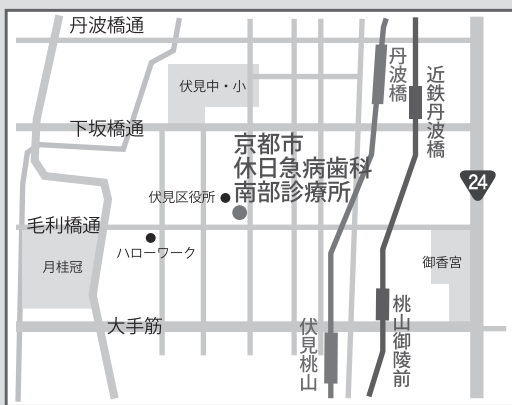 丹波橋通
丹波橋
近鉄丹波橋
伏見中・小
下坂橋通
京都市
休日急病歯科
南部診療所
伏見区役所
24
毛利橋通
ハローワーク
月桂冠
御香宮
大手筋
伏見桃山
桃山御陵前